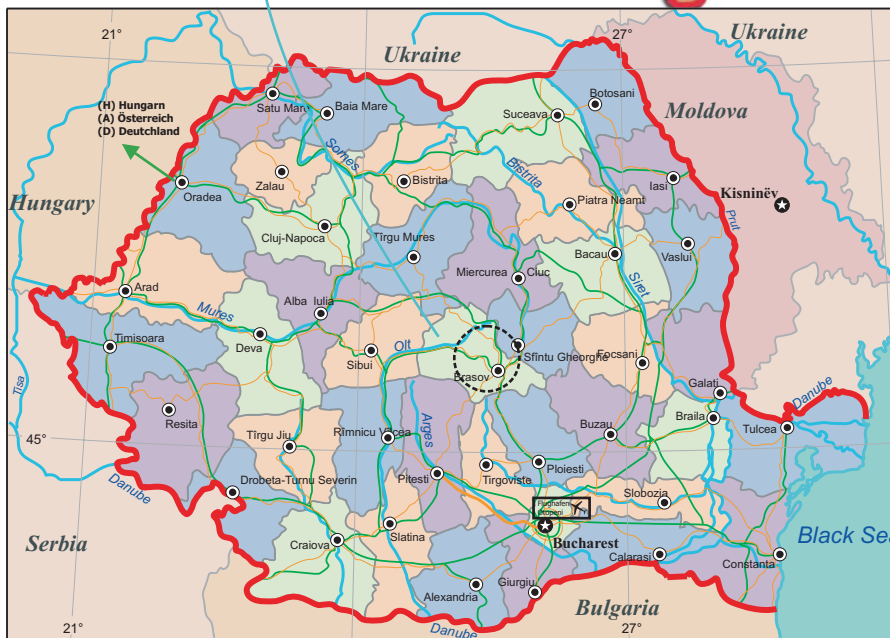 21°
27°
Ukraine
Ukraine
(H) Hungarn
(A) Österreich
(D) Deutchland
Satu Mare
Baia Mare
Botosani
Suceava
Moldova
Somes
Bistrita
Zalau
Bistrita
Iasi
Oradea
Piatra Neamt
Kisninëv
Hungary
Prut
Cluj-Napoca
Tîrgu Mures
Bacau
Vaslui
Miercurea
Ciuc
Siret
Arad
Alba Iulia
Mures
Timisoara
Deva
Olt
Sfîntu Gheorghe
Focsani
Sibui
Brasov
Tisa
Galati
Danube
Resita
Arges
Braila
Buzau
Tulcea
Tîrgu Jiu
Rîmnicu Vîlcea
45°
Ploiesti
Pitesti
Tirgoviste
Drobeta-Turnu Severin
Danube
Slobozia
Flughafen
Otopeni
Slatina
Craiova
Bucharest
Black Sea
Serbia
Calarasi
Constanta
Giurgiu
Alexandria
Bulgaria
Danube
21°
27°